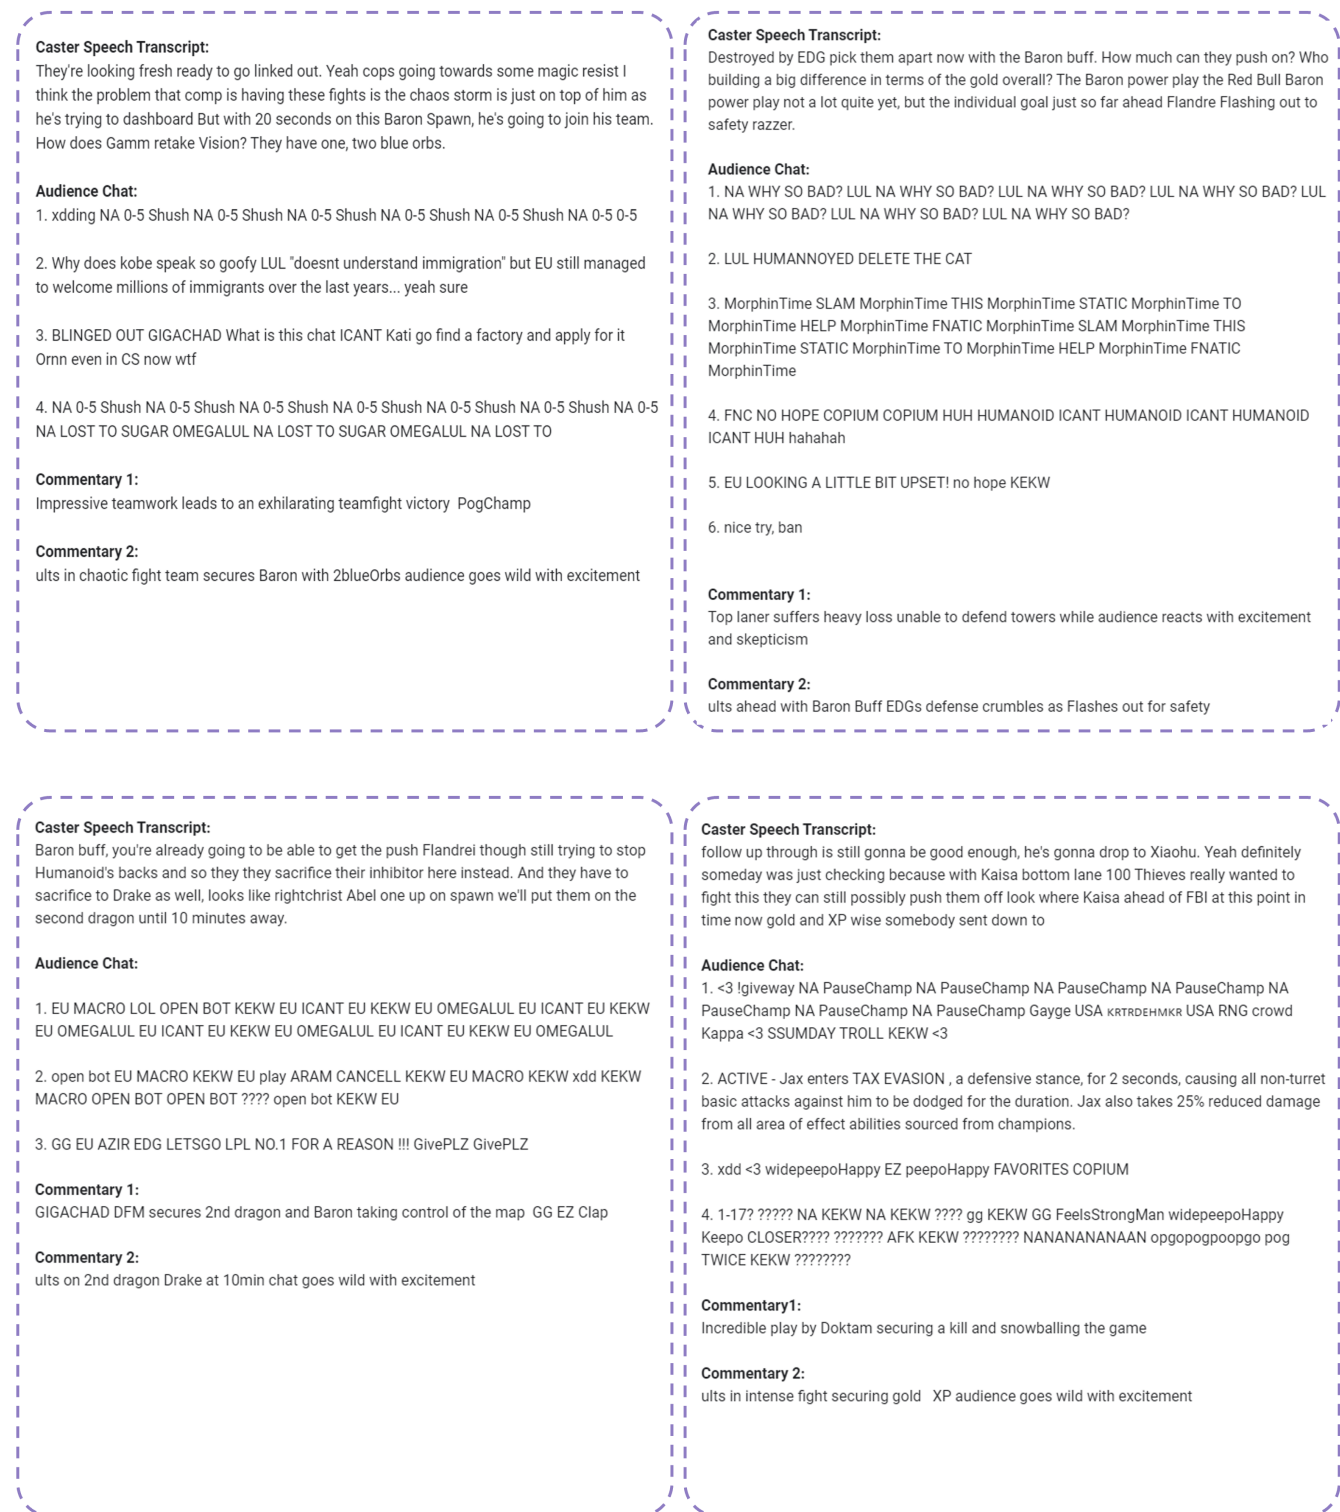 Caster Speech Transcript:
They're looking fresh ready to go linked out. Yeah cops going towards some magic resist I
think the problem that comp is having these fights is the chaos storm is just on top of him as
he's trying to dashboard But with 20 seconds on this Baron Spawn, he's going to join his team.
How does Gamm retake Vision? They have one, two blue orbs.
Audience Chat:
1. xdding NA 0-5 Shush NA 0-5 Shush NA 0-5 Shush NA 0-5 Shush NA 0-5 Shush NA 0-5 0-5
2. Why does kobe speak so goofy LUL "doesnt understand immigration" but EU still managed
to welcome millions of immigrants over the last years... yeah sure
3. BLINGED OUT GIGACHAD What is this chat ICANT Kati go find a factory and apply for it
Ornn even in CS now wtf
4. NA 0-5 Shush NA 0-5 Shush NA 0-5 Shush NA 0-5 Shush NA 0-5 Shush NA 0-5 Shush NA 0-5
NA LOST TO SUGAR OMEGALUL NA LOST TO SUGAR OMEGALUL NA LOST TO
Commentary 1:
Impressive teamwork leads to an exhilarating teamfight victory  PogChamp
Commentary 2:
ults in chaotic fight team secures Baron with 2blueOrbs audience goes wild with excitement
Caster Speech Transcript:
Destroyed by EDG pick them apart now with the Baron buff. How much can they push on? Who
building a big difference in terms of the gold overall? The Baron power play the Red Bull Baron
power play not a lot quite yet, but the individual goal just so far ahead Flandre Flashing out to
safety razzer.
Audience Chat:
1. NA WHY SO BAD? LUL NA WHY SO BAD? LUL NA WHY SO BAD? LUL NA WHY SO BAD? LUL
NA WHY SO BAD? LUL NA WHY SO BAD? LUL NA WHY SO BAD?
2. LUL HUMANNOYED DELETE THE CAT
3. MorphinTime SLAM MorphinTime THIS MorphinTime STATIC MorphinTime TO
MorphinTime HELP MorphinTime FNATIC MorphinTime SLAM MorphinTime THIS
MorphinTime STATIC MorphinTime TO MorphinTime HELP MorphinTime FNATIC
MorphinTime
4. FNC NO HOPE COPIUM COPIUM HUH HUMANOID ICANT HUMANOID ICANT HUMANOID
ICANT HUH hahahah
5. EU LOOKING A LITTLE BIT UPSET! no hope KEKW
6. nice try, ban
Commentary 1:
Top laner suffers heavy loss unable to defend towers while audience reacts with excitement
and skepticism
Commentary 2:
ults ahead with Baron Buff EDGs defense crumbles as Flashes out for safety
Caster Speech Transcript:
Baron buff, you're already going to be able to get the push Flandrei though still trying to stop
Humanoid's backs and so they they sacrifice their inhibitor here instead. And they have to
sacrifice to Drake as well, looks like rightchrist Abel one up on spawn we'll put them on the
second dragon until 10 minutes away.
Audience Chat:
1. EU MACRO LOL OPEN BOT KEKW EU ICANT EU KEKW EU OMEGALUL EU ICANT EU KEKW
EU OMEGALUL EU ICANT EU KEKW EU OMEGALUL EU ICANT EU KEKW EU OMEGALUL
2. open bot EU MACRO KEKW EU play ARAM CANCELL KEKW EU MACRO KEKW xdd KEKW
MACRO OPEN BOT OPEN BOT ???? open bot KEKW EU
3. GG EU AZIR EDG LETSGO LPL NO.1 FOR A REASON !!! GivePLZ GivePLZ
Commentary 1:
GIGACHAD DFM secures 2nd dragon and Baron taking control of the map  GG EZ Clap
Commentary 2:
ults on 2nd dragon Drake at 10min chat goes wild with excitement
Caster Speech Transcript:
follow up through is still gonna be good enough, he's gonna drop to Xiaohu. Yeah definitely
someday was just checking because with Kaisa bottom lane 100 Thieves really wanted to
fight this they can still possibly push them off look where Kaisa ahead of FBI at this point in
time now gold and XP wise somebody sent down to
Audience Chat:
1. <3 !giveway NA PauseChamp NA PauseChamp NA PauseChamp NA PauseChamp NA
PauseChamp NA PauseChamp NA PauseChamp Gayge USA ᴋʀᴛʀᴅᴇʜᴍᴋʀ USA RNG crowd
Kappa <3 SSUMDAY TROLL KEKW <3
2. ACTIVE - Jax enters TAX EVASION , a defensive stance, for 2 seconds, causing all non-turret
basic attacks against him to be dodged for the duration. Jax also takes 25% reduced damage
from all area of effect abilities sourced from champions.
3. xdd <3 widepeepoHappy EZ peepoHappy FAVORITES COPIUM
4. 1-17? ????? NA KEKW NA KEKW ???? gg KEKW GG FeelsStrongMan widepeepoHappy
Keepo CLOSER???? ??????? AFK KEKW ???????? NANANANANAAN opgopogpoopgo pog
TWICE KEKW ????????
Commentary1:
Incredible play by Doktam securing a kill and snowballing the game
Commentary 2:
ults in intense fight securing gold   XP audience goes wild with excitement